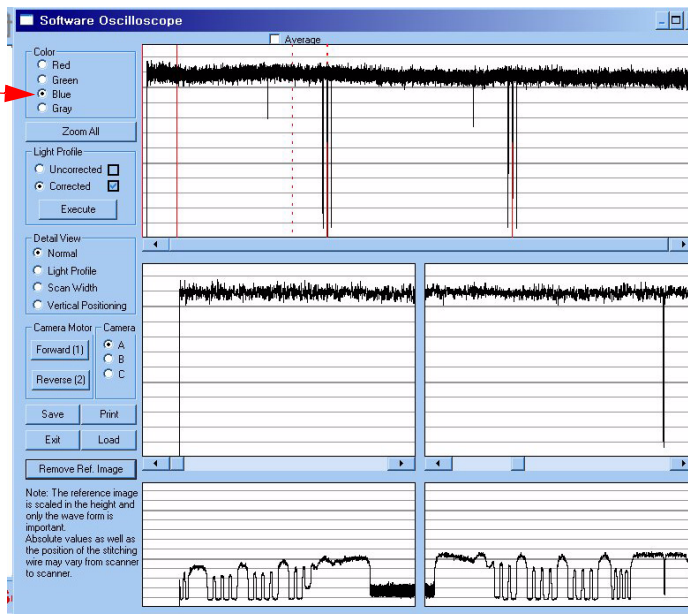 Software Oscilloscope
Average
Color
Red
Green
Blue
Gray
Zoom All
Light Profile
Uncorrected
Corrected
Execute
Detail View
Normal
Light Profile
Scan Width
Vertical Positioning
Camera Motor
Camera
Forward (1)
A
B
Reverse (2)
C
Save
Print
Exit
Load
Remove Ref. Image
Note: The reference image
is scaled in the height and
only the wave form is
important.
Absolute values as well as
the position of the stitching
wire may vary from scanner
to scanner.